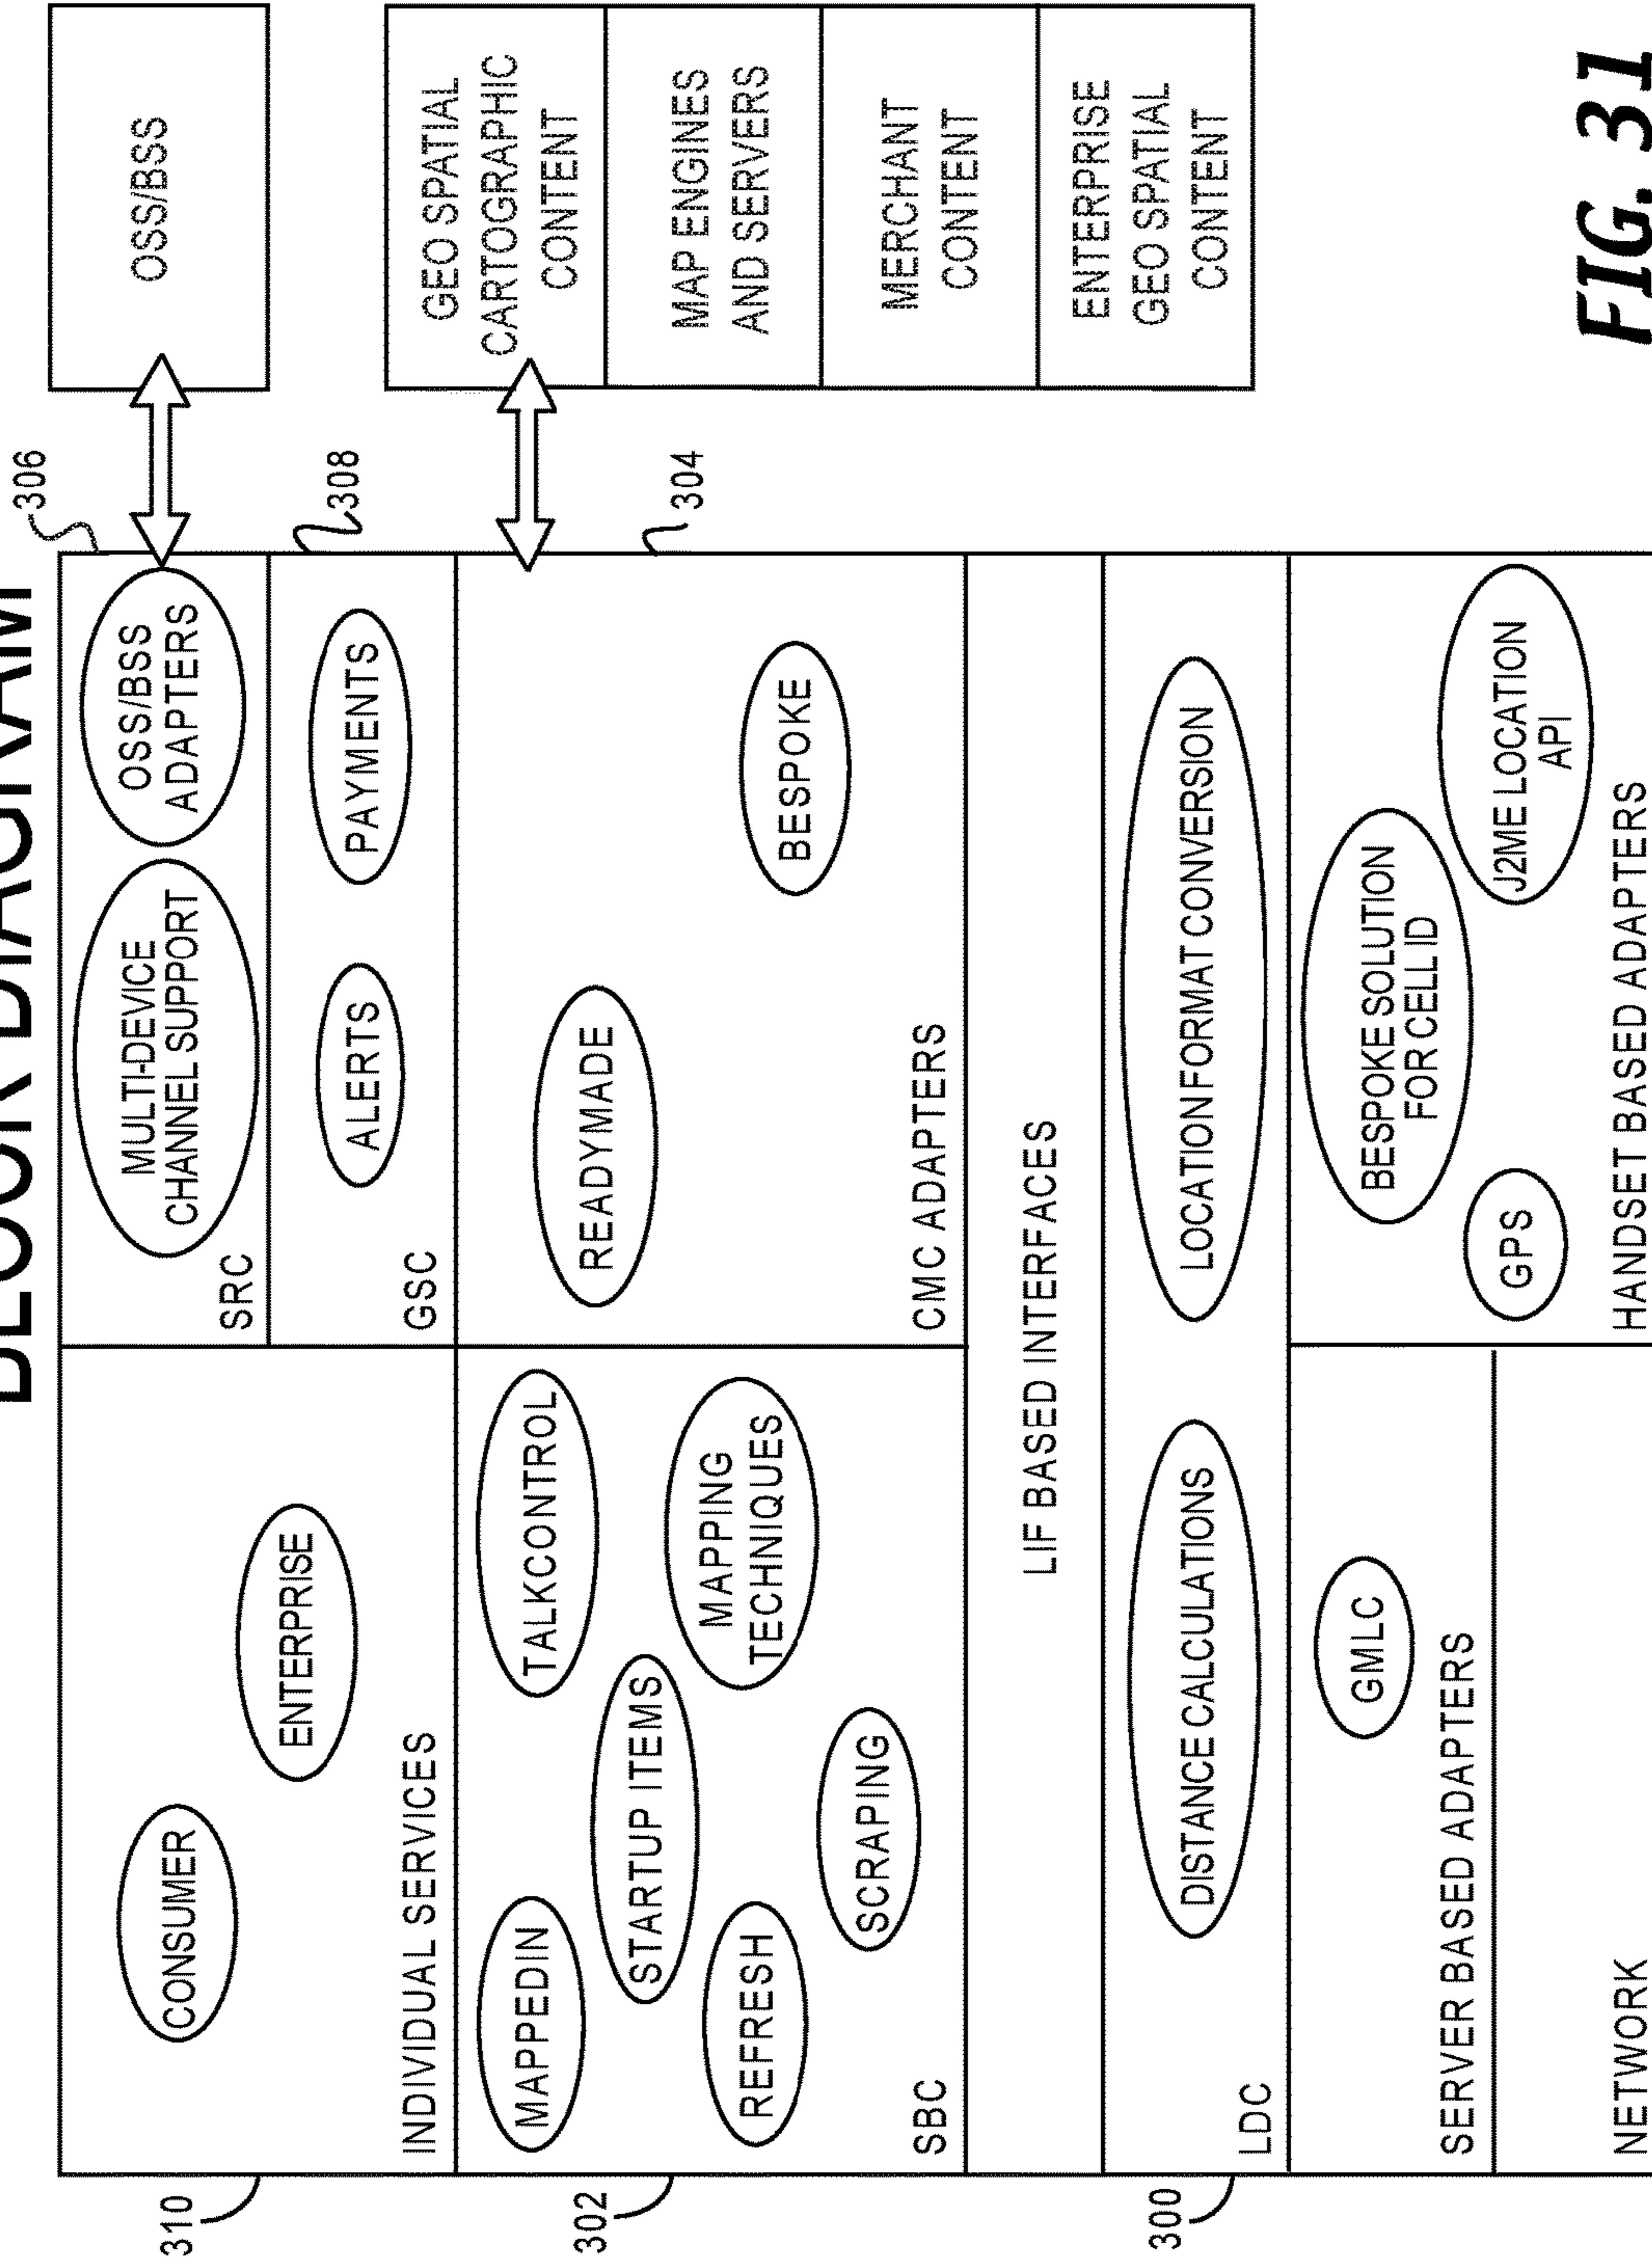 BLOCK DIAGRAM
310
CONSUMER
ENTERPRISE
INDIVIDUAL SERVICES
MULTI-DEVICE
CHANNEL SUPPORT
OSS/BSS
ADAPTERS
SRC
306
OSS/BSS
ALERTS
PAYMENTS
GSC
308
302
MAPPEDIN
TALKCONTROL
STARTUP ITEMS
REFRESH
MAPPING
TECHNIQUES
SCRAPING
SBC
READYMADE
BESPOKE
CMC ADAPTERS
304
GEO SPATIAL
CARTOGRAPHIC
CONTENT
MAP ENGINES
AND SERVERS
MERCHANT
CONTENT
ENTERPRISE
GEO SPATIAL
CONTENT
LIF BASED INTERFACES
300
DISTANCE CALCULATIONS
LOCATION FORMAT CONVERSION
LDC
GMLC
SERVER BASED ADAPTERS
NETWORK
BESPOKE SOLUTION
FOR CELL ID
GPS
J2ME LOCATION
API
HANDSET BASED ADAPTERS
FIG. 31